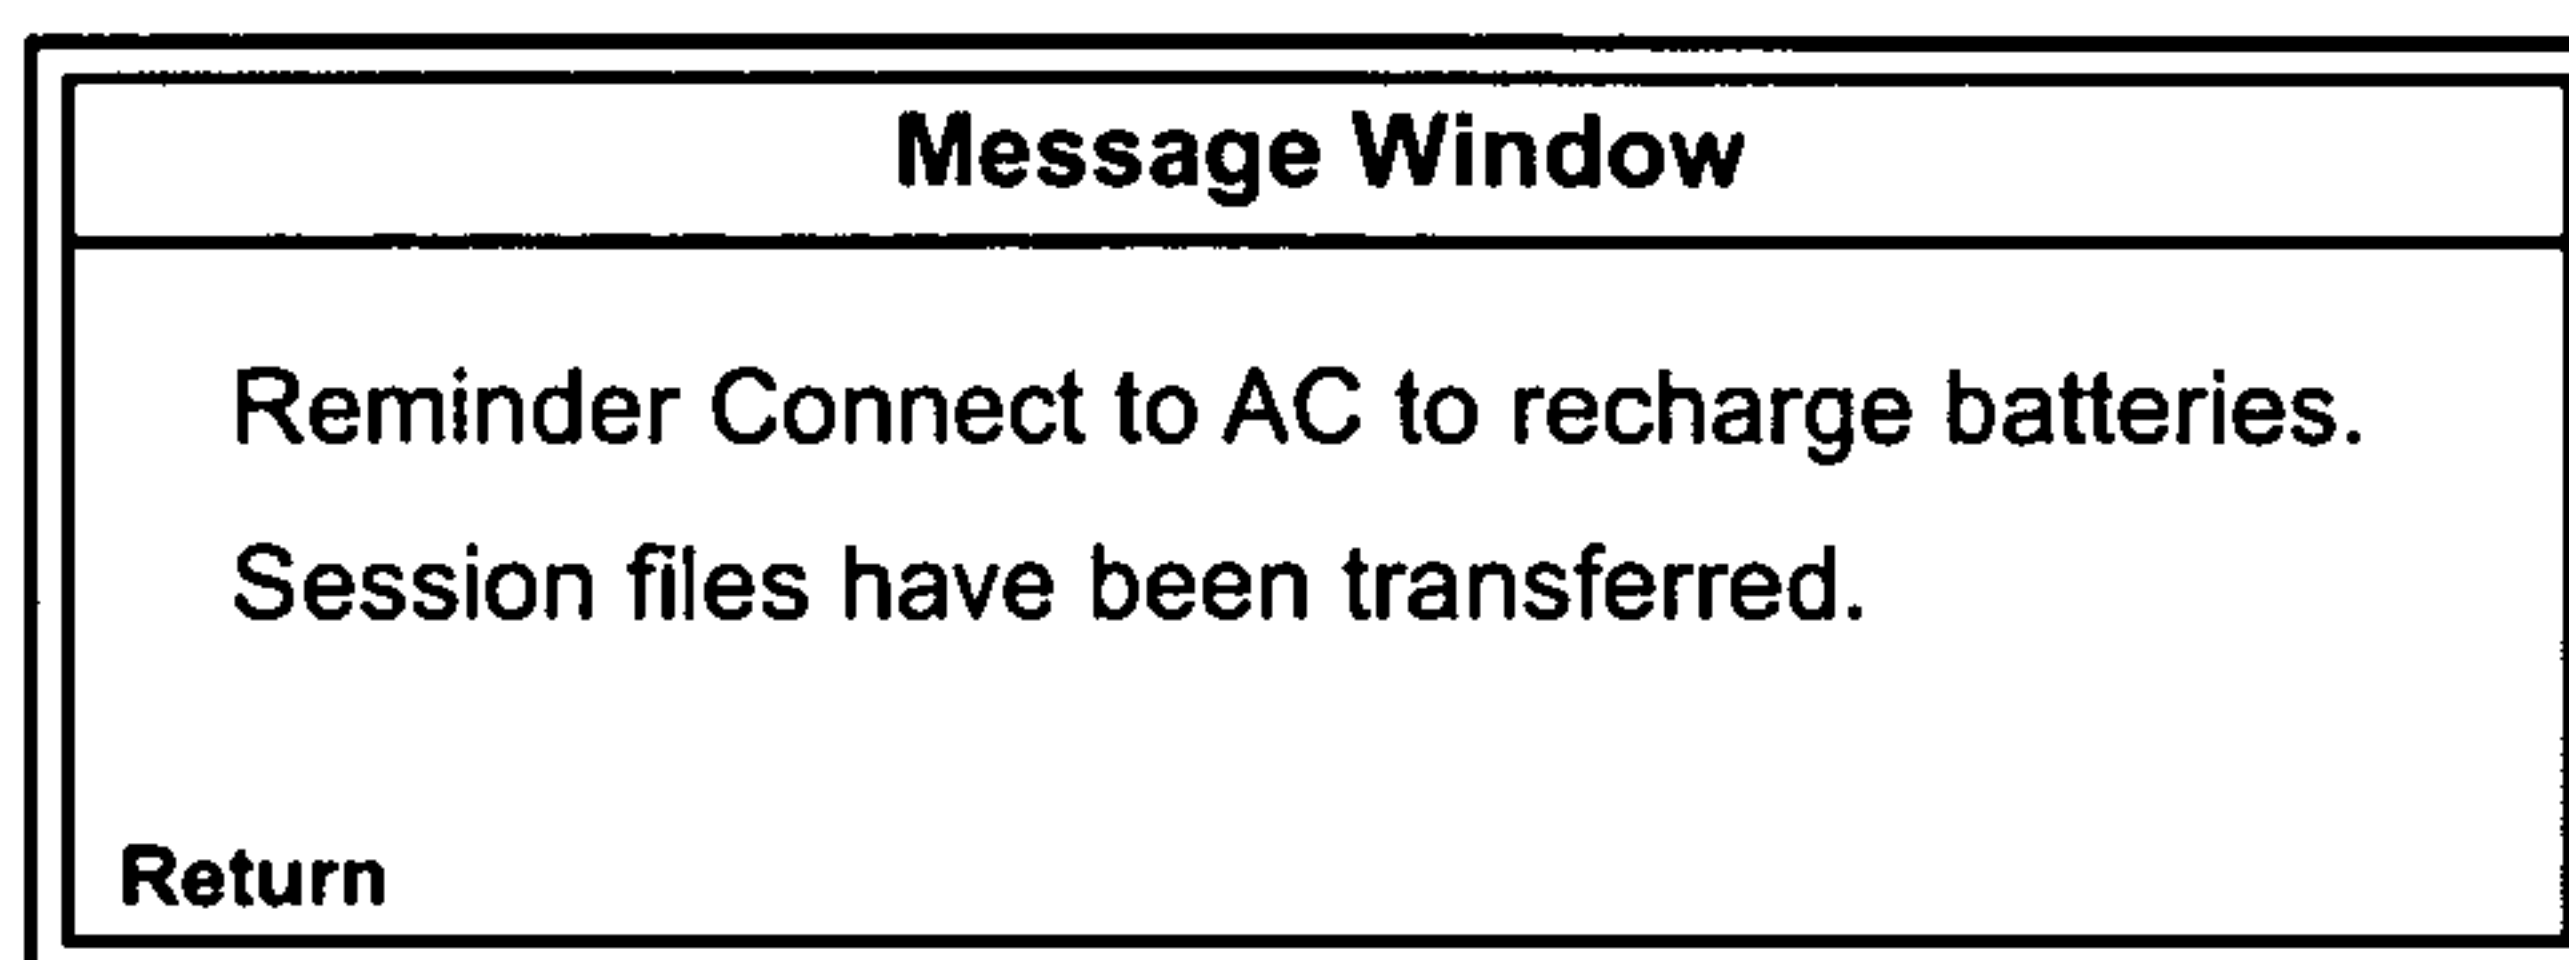 Message Window
Reminder Connect to AC to recharge batteries.
Session files have been transferred.
Return